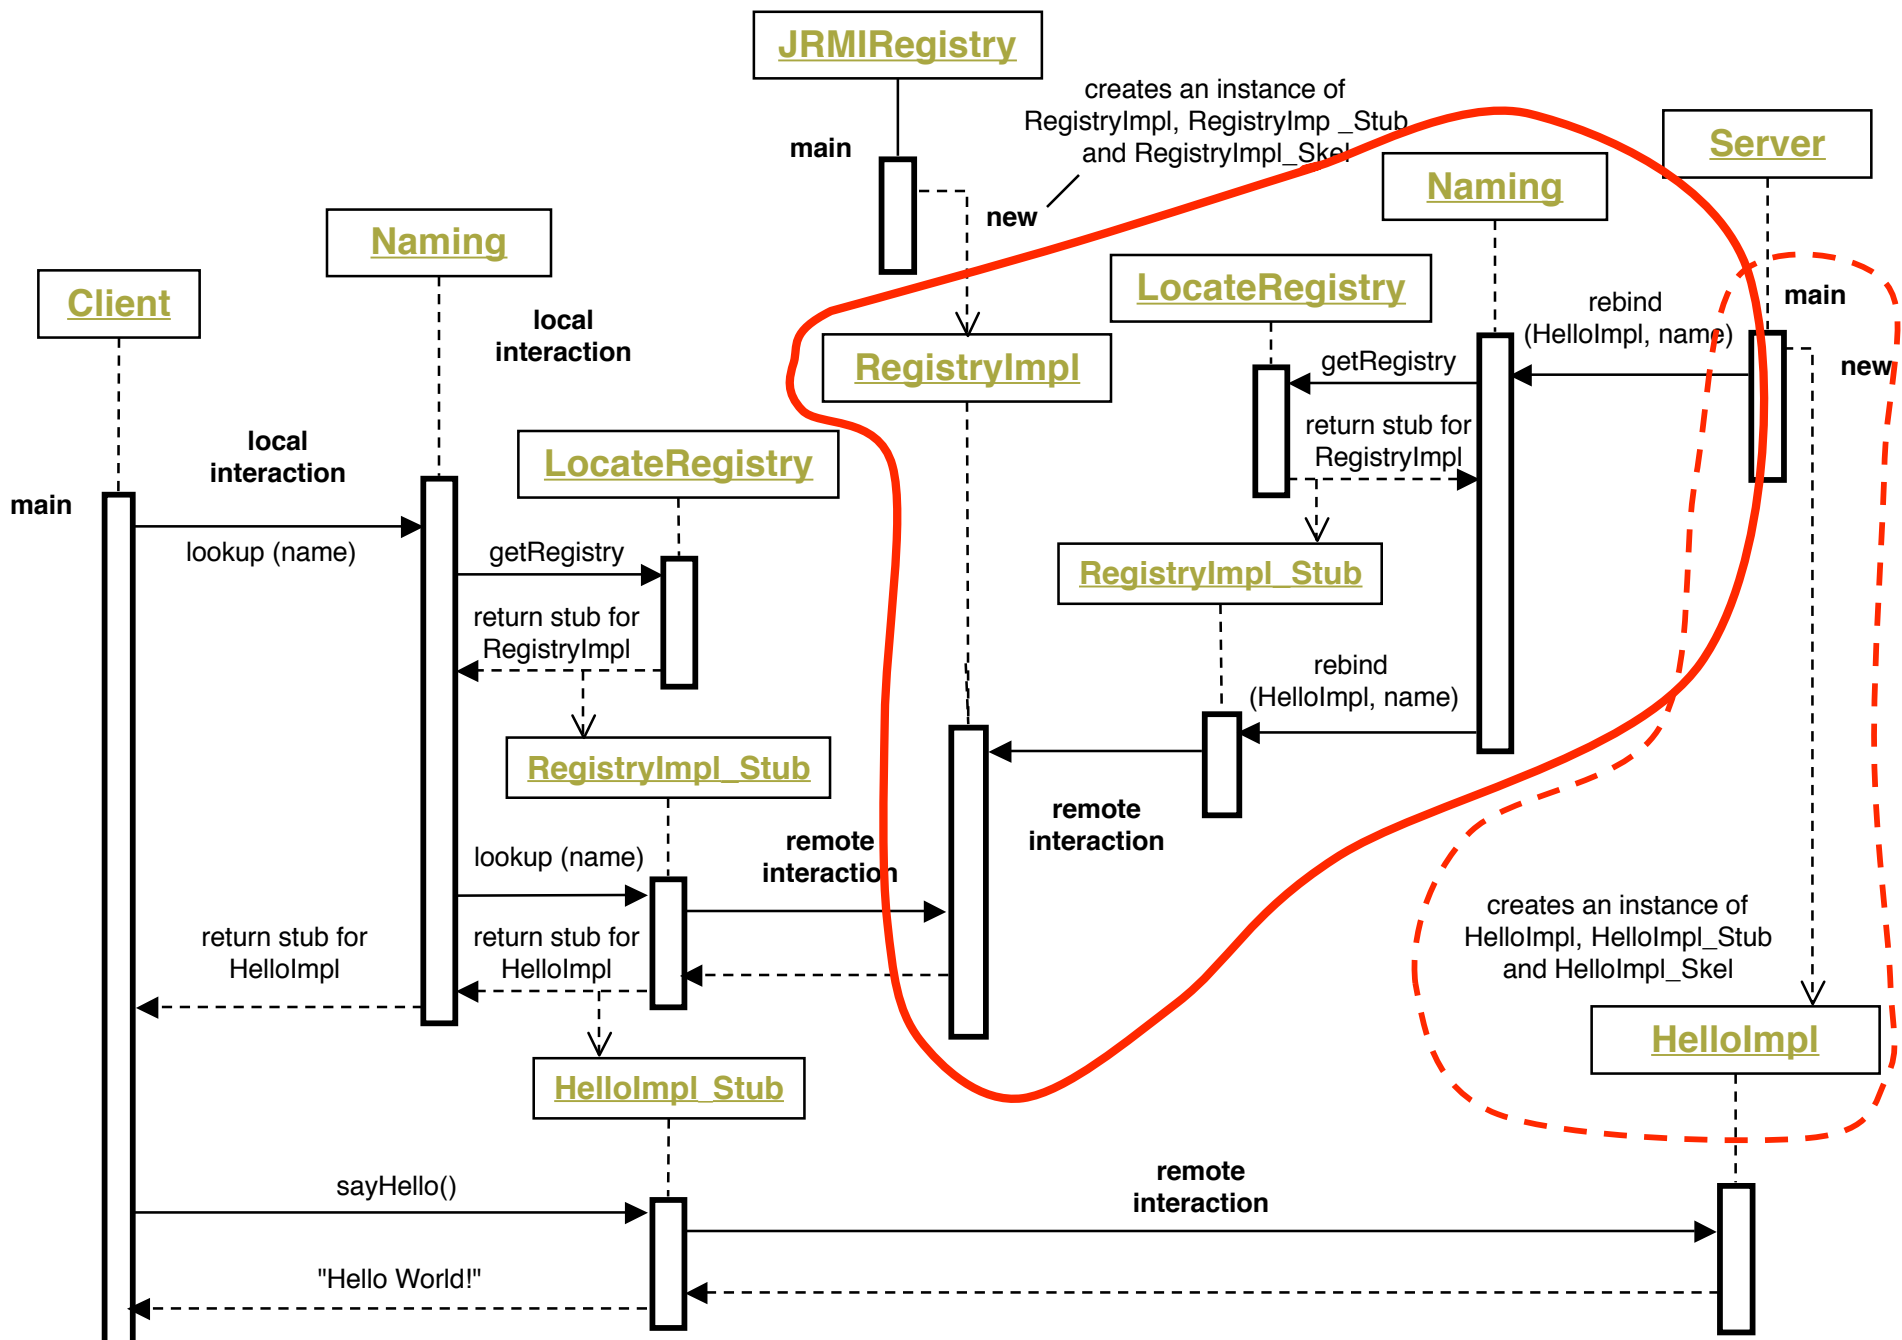 JRMIRegistry
creates an instance of
RegistryImpl, RegistryImp _Stub
and RegistryImpl_Skel
main
new
Server
Naming
Naming
LocateRegistry
Client
local
interaction
rebind
(HelloImpl, name)
main
new
RegistryImpl
getRegistry
return stub for
RegistryImpl
local
interaction
LocateRegistry
main
lookup (name)
getRegistry
RegistryImpl_Stub
return stub for
RegistryImpl
rebind
(HelloImpl, name)
RegistryImpl_Stub
remote
interaction
lookup (name)
remote
interaction
creates an instance of
HelloImpl, HelloImpl_Stub
and HelloImpl_Skel
return stub for
HelloImpl
return stub for
HelloImpl
HelloImpl
HelloImpl_Stub
sayHello()
remote
interaction
"Hello World!"